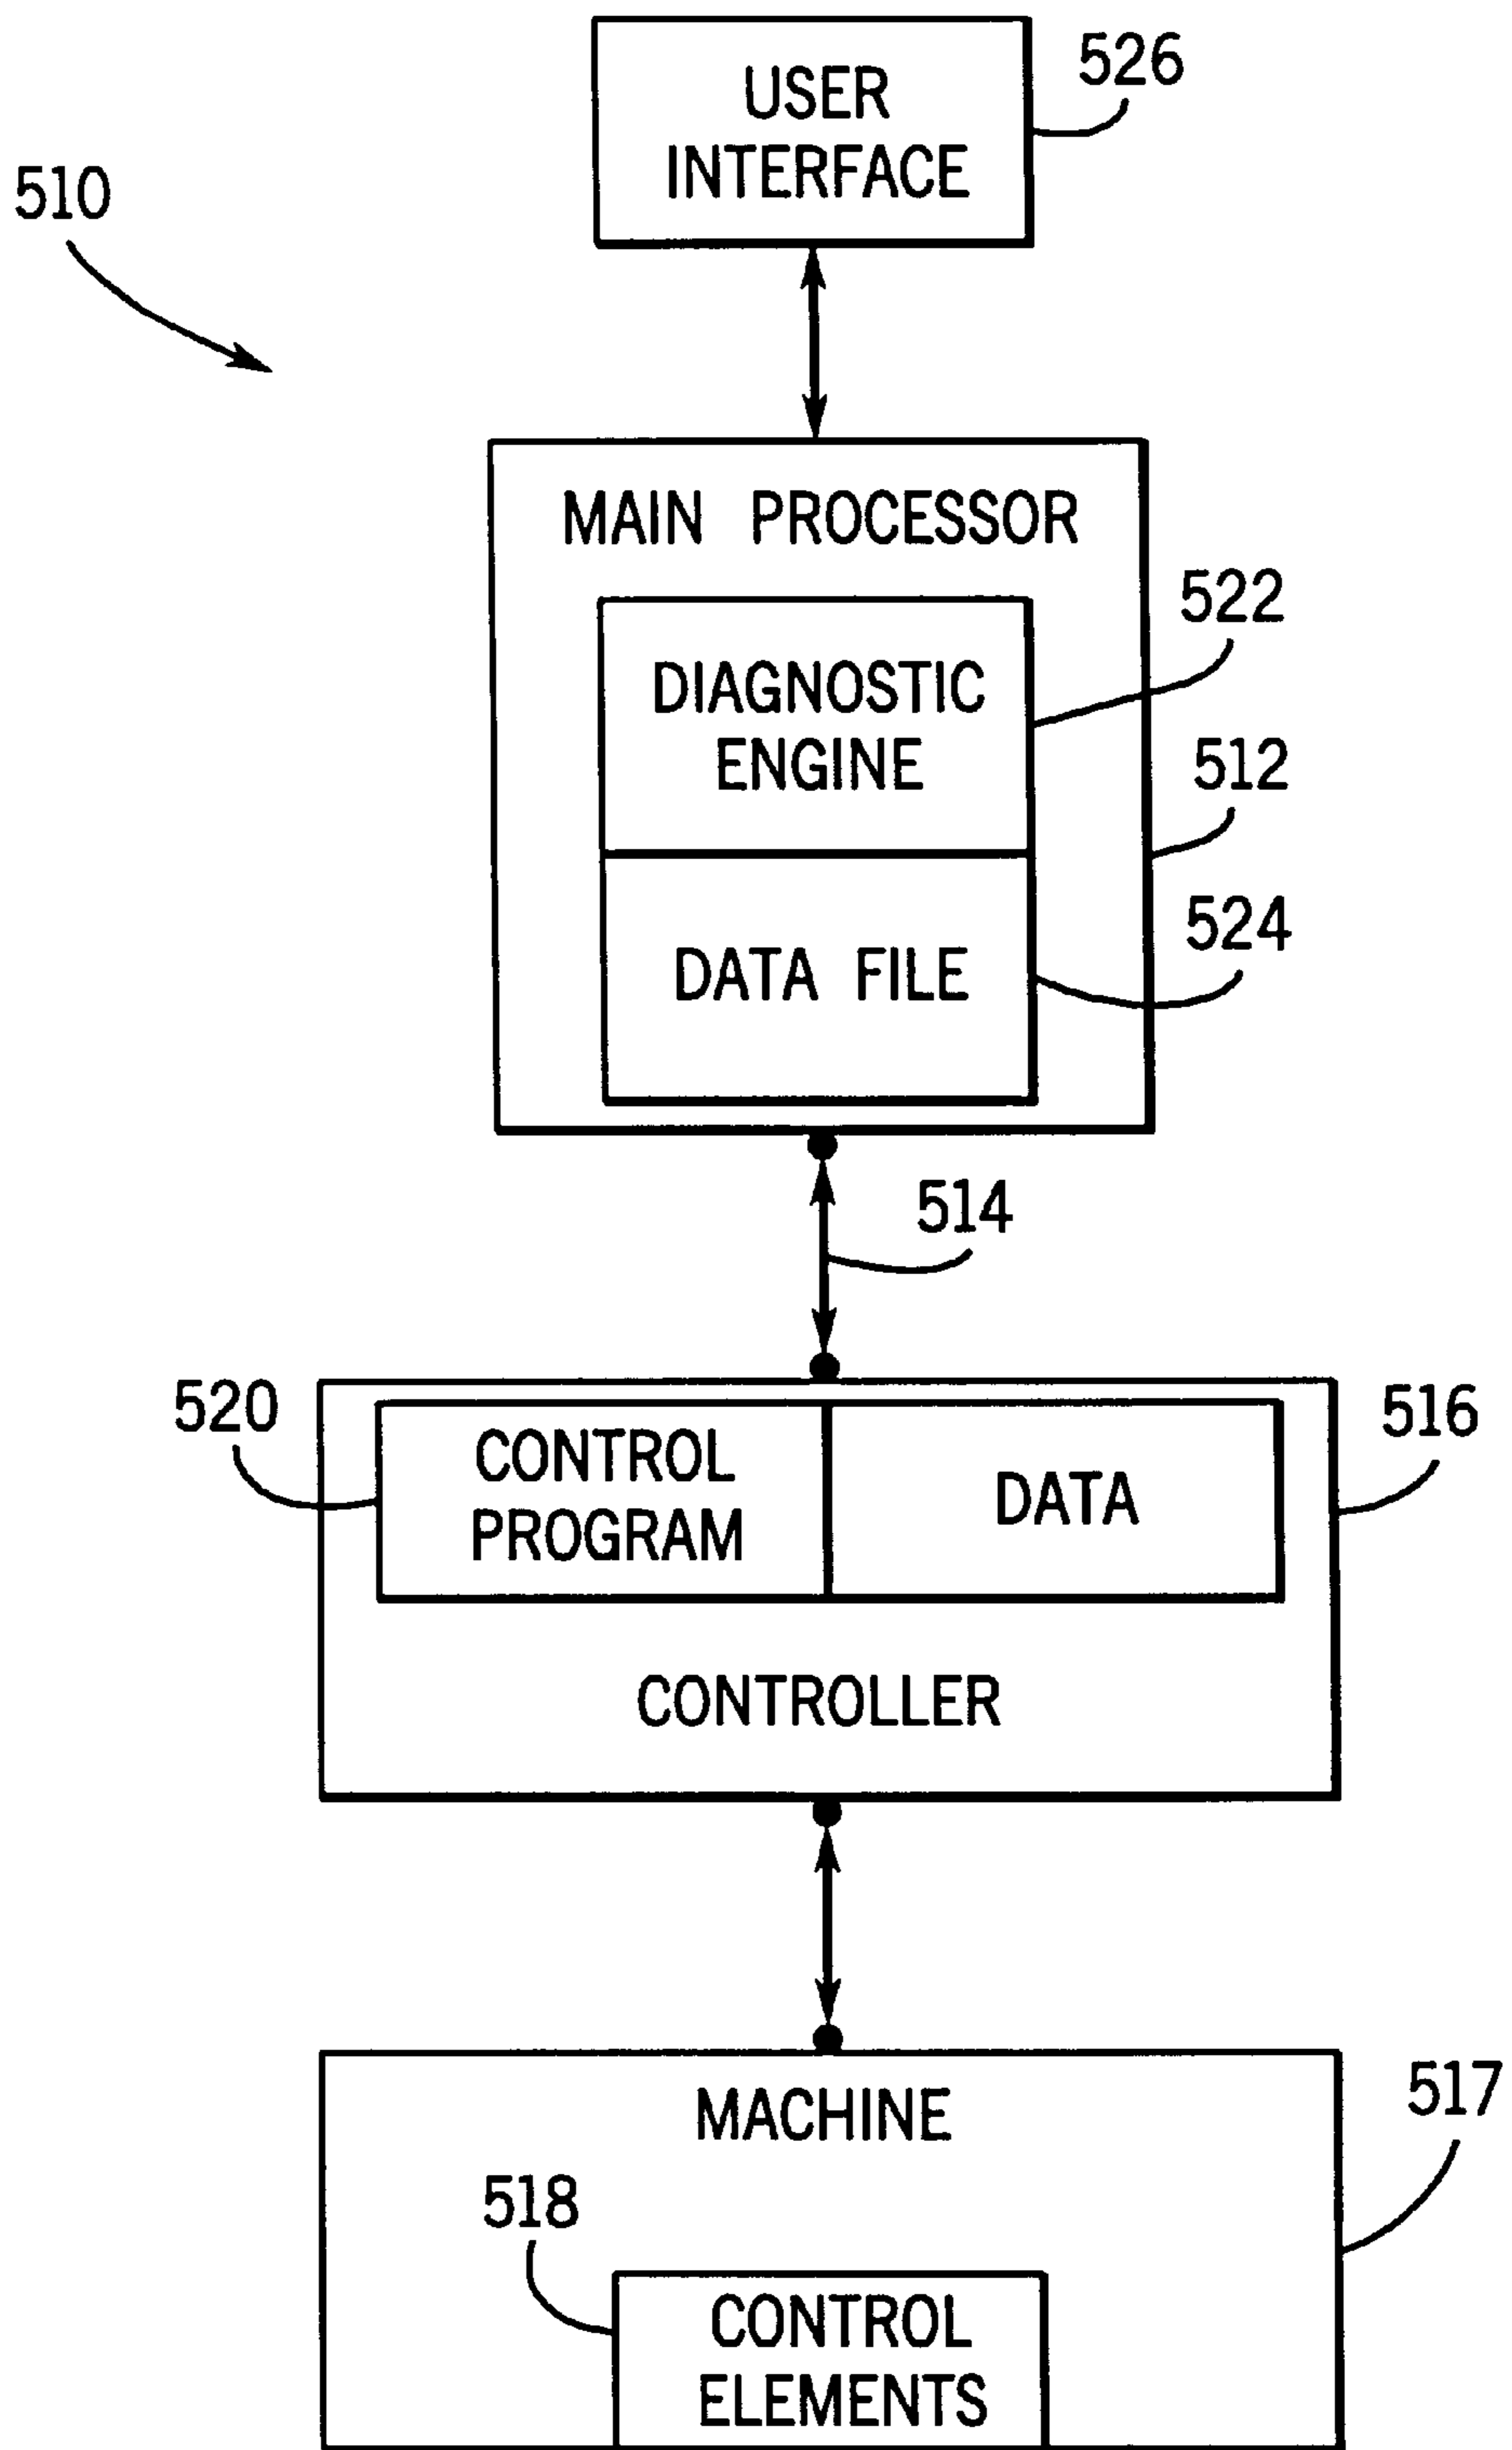 USER
INTERFACE
526
510
MAIN PROCESSOR
522
DIAGNOSTIC
ENGINE
512
524
DATA FILE
514
520
CONTROL
PROGRAM
DATA
516
CONTROLLER
MACHINE
517
518
CONTROL
ELEMENTS